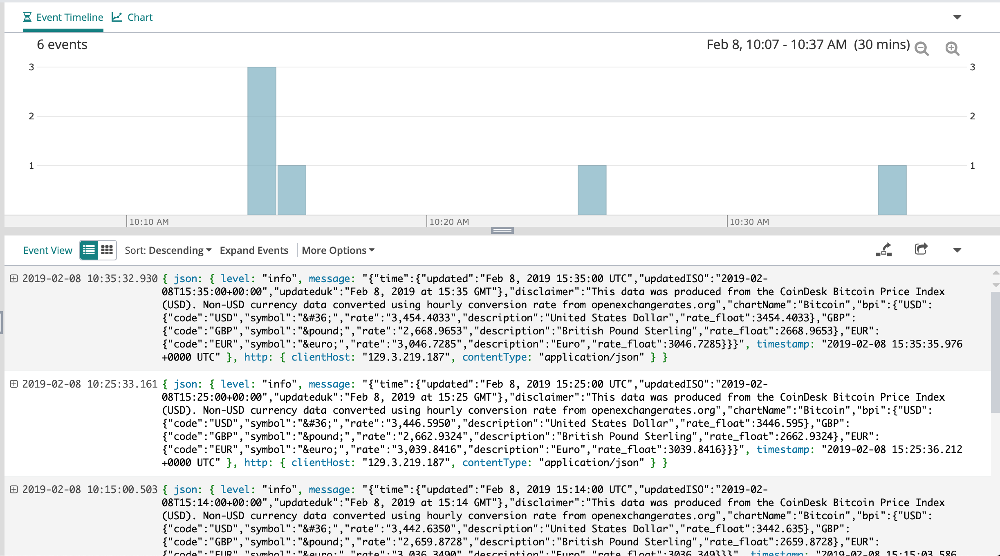 Event Timeline Chart
6 events
Feb 8, 10:07 - 10:37 AM (30 mins)
3 3
2 2
1 1
10:10 AM 10:20 AM 10:30 AM
Event View Sort: Descending Expand Events More Options
2019-02-08 10:35:32.930 { json: { level: "info", message: "{"time":{"updated":"Feb 8, 2019 15:35:00 UTC","updatedISO":"2019-02-
08T15:35:00+00:00","updateduk":"Feb 8, 2019 at 15:35 GMT"},"disclaimer":"This data was produced from the CoinDesk Bitcoin Price Index
(USD). Non-USD currency data converted using hourly conversion rate from openexchangerates.org","chartName":"Bitcoin","bpi":{"USD":
{"code":"USD","symbol":"&#36;","rate":"3,454.4033","description":"United States Dollar","rate_float":3454.4033},"GBP":
{"code":"GBP","symbol":"&pound;","rate":"2,668.9653","description":"British Pound Sterling","rate_float":2668.9653},"EUR":
{"code":"EUR","symbol":"&euro;","rate":"3,046.7285","description":"Euro","rate_float":3046.7285}}}", timestamp: "2019-02-08 15:35:35.976
+0000 UTC" }, http: { clientHost: "129.3.219.187", contentType: "application/json" } }
2019-02-08 10:25:33.161 { json: { level: "info", message: "{"time":{"updated":"Feb 8, 2019 15:25:00 UTC","updatedISO":"2019-02-
08T15:25:00+00:00","updateduk":"Feb 8, 2019 at 15:25 GMT"},"disclaimer":"This data was produced from the CoinDesk Bitcoin Price Index
(USD). Non-USD currency data converted using hourly conversion rate from openexchangerates.org","chartName":"Bitcoin","bpi":{"USD":
{"code":"USD","symbol":"&#36;","rate":"3,446.5950","description":"United States Dollar","rate_float":3446.595},"GBP":
{"code":"GBP","symbol":"&pound;","rate":"2,662.9324","description":"British Pound Sterling","rate_float":2662.9324},"EUR":
{"code":"EUR","symbol":"&euro;","rate":"3,039.8416","description":"Euro","rate_float":3039.8416}}}", timestamp: "2019-02-08 15:25:36.212
+0000 UTC" }, http: { clientHost: "129.3.219.187", contentType: "application/json" } }
2019-02-08 10:15:00.503 { json: { level: "info", message: "{"time":{"updated":"Feb 8, 2019 15:14:00 UTC","updatedISO":"2019-02-
08T15:14:00+00:00","updateduk":"Feb 8, 2019 at 15:14 GMT"},"disclaimer":"This data was produced from the CoinDesk Bitcoin Price Index
(USD). Non-USD currency data converted using hourly conversion rate from openexchangerates.org","chartName":"Bitcoin","bpi":{"USD":
{"code":"USD","symbol":"&#36;","rate":"3,442.6350","description":"United States Dollar","rate_float":3442.635},"GBP":
{"code":"GBP","symbol":"&pound;","rate":"2,659.8728","description":"British Pound Sterling","rate_float":2659.8728},"EUR":
{"code":"EUR","symbol":"&euro;","rate":"3,036.3490","description":"Euro","rate_float":3036.349}}}", timestamp: "2019-02-08 15:15:03.586